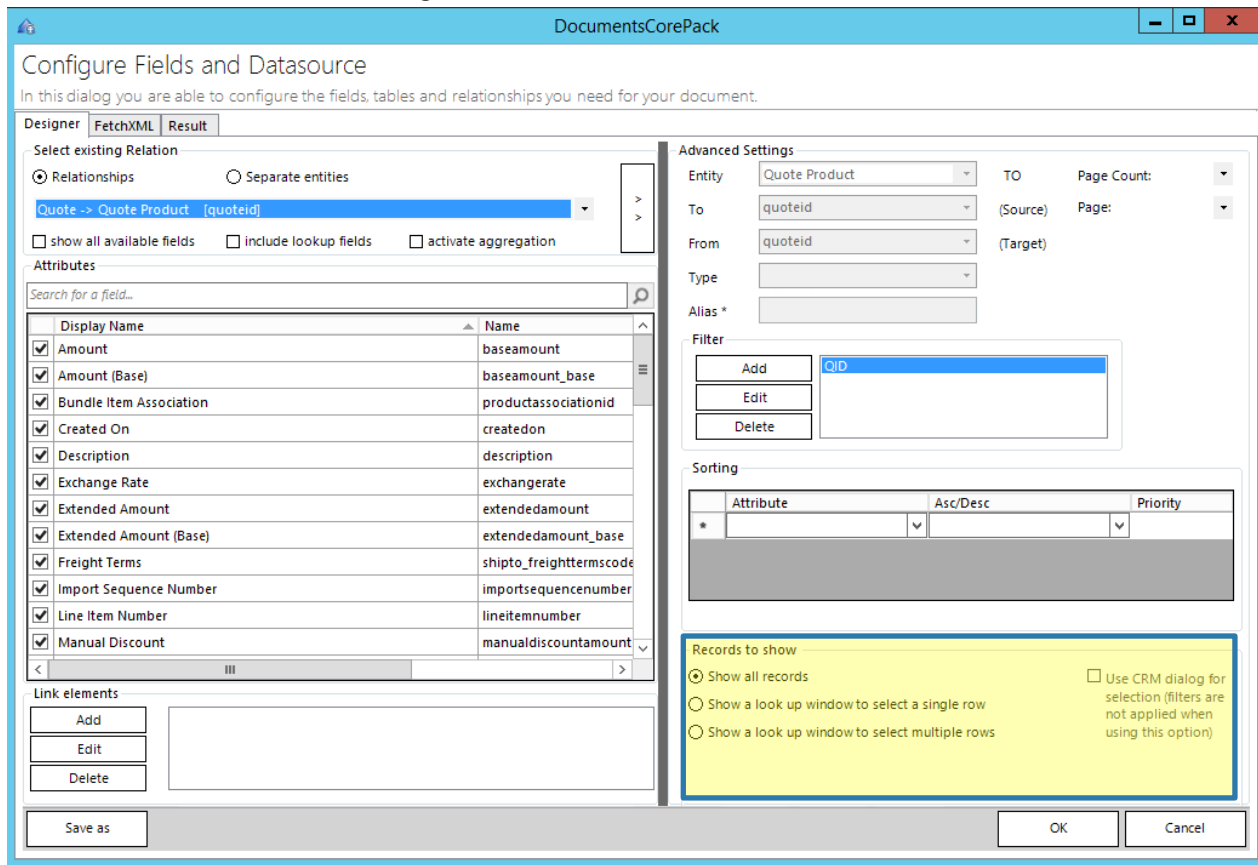 DocumentsCorePack
Configure Fields and Datasource
In this dialog you are able to configure the fields, tables and relationships you need for your document.
Designer FetchXML Result
Select existing Relation
Relationships Separate entities
Quote -> Quote Product [quoteid]
show all available fields include lookup fields activate aggregation
>
>
Attributes
Search for a field...
Display Name Name
Amount baseamount
Amount (Base) baseamount_base
Bundle Item Association productassociationid
Created On createdon
Description description
Exchange Rate exchangerate
Extended Amount extendedamount
Extended Amount (Base) extendedamount_base
Freight Terms shipto_freighttermscode
Import Sequence Number importsequencenumber
Line Item Number lineitemnumber
Manual Discount manualdiscountamount
Link elements
Add
Edit
Delete
Advanced Settings
Entity Quote Product TO Page Count:
To quoteid (Source) Page:
From quoteid (Target)
Type
Alias *
Filter
Add QID
Edit
Delete
Sorting
Attribute Asc/Desc Priority
*
Records to show
Show all records
Show a look up window to select a single row
Show a look up window to select multiple rows
Use CRM dialog for
selection (filters are
not applied when
using this option)
Save as OK Cancel